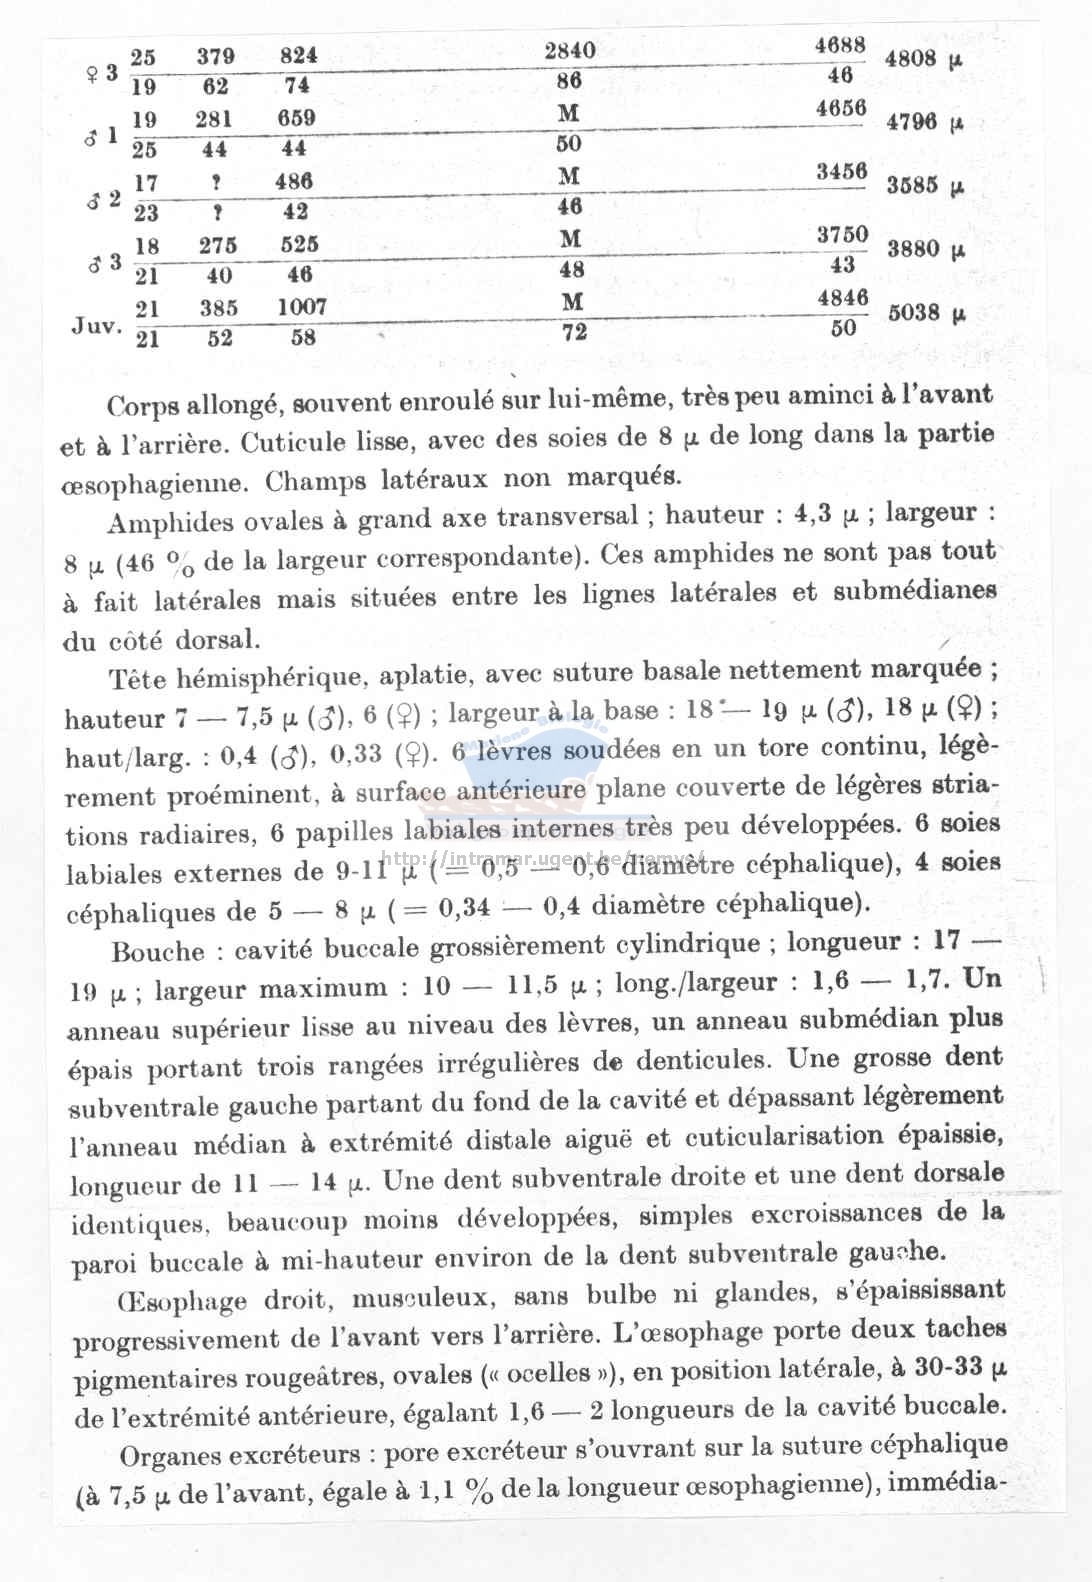 ♀ 3 25 379 824 2840 4688 4808 μ
19 62 74 86 46
♂ 1 19 281 659 M 4656 4796 μ
25 44 44 50
♂ 2 17 ? 486 M 3456 3585 μ
23 ? 42 46
♂ 3 18 275 525 M 3750 3880 μ
21 40 46 48 43
Juv. 21 385 1007 M 4846 5038 μ
21 52 58 72 50
Corps allongé, souvent enroulé sur lui-même, très peu aminci à l'avant
et à l'arrière. Cuticule lisse, avec des soies de 8 μ de long dans la partie
œsophagienne. Champs latéraux non marqués.
Amphides ovales à grand axe transversal ; hauteur : 4,3 μ ; largeur :
8 μ (46 % de la largeur correspondante). Ces amphides ne sont pas tout
à fait latérales mais situées entre les lignes latérales et submédianes
du côté dorsal.
Tête hémisphérique, aplatie, avec suture basale nettement marquée ;
hauteur 7 — 7,5 μ (♂), 6 (♀) ; largeur à la base : 18 — 19 μ (♂), 18 μ (♀) ;
haut/larg. : 0,4 (♂), 0,33 (♀). 6 lèvres soudées en un tore continu, légè-
rement proéminent, à surface antérieure plane couverte de légères stria-
tions radiaires, 6 papilles labiales internes très peu développées. 6 soies
http://intramar.ugent.be/nemys/
labiales externes de 9-11 μ (= 0,5 — 0,6 diamètre céphalique), 4 soies
céphaliques de 5 — 8 μ (= 0,34 — 0,4 diamètre céphalique).
Bouche : cavité buccale grossièrement cylindrique ; longueur : 17 —
19 μ ; largeur maximum : 10 — 11,5 μ ; long./largeur : 1,6 — 1,7. Un
anneau supérieur lisse au niveau des lèvres, un anneau submédian plus
épais portant trois rangées irrégulières de denticules. Une grosse dent
subventrale gauche partant du fond de la cavité et dépassant légèrement
l'anneau médian à extrémité distale aiguë et cuticularisation épaissie,
longueur de 11 — 14 μ. Une dent subventrale droite et une dent dorsale
identiques, beaucoup moins développées, simples excroissances de la
paroi buccale à mi-hauteur environ de la dent subventrale gauche.
Œsophage droit, musculeux, sans bulbe ni glandes, s'épaississant
progressivement de l'avant vers l'arrière. L'œsophage porte deux taches
pigmentaires rougeâtres, ovales (« ocelles »), en position latérale, à 30-33 μ
de l'extrémité antérieure, égalant 1,6 — 2 longueurs de la cavité buccale.
Organes excréteurs : pore excréteur s'ouvrant sur la suture céphalique
(à 7,5 μ de l'avant, égale à 1,1 % de la longueur œsophagienne), immédia-